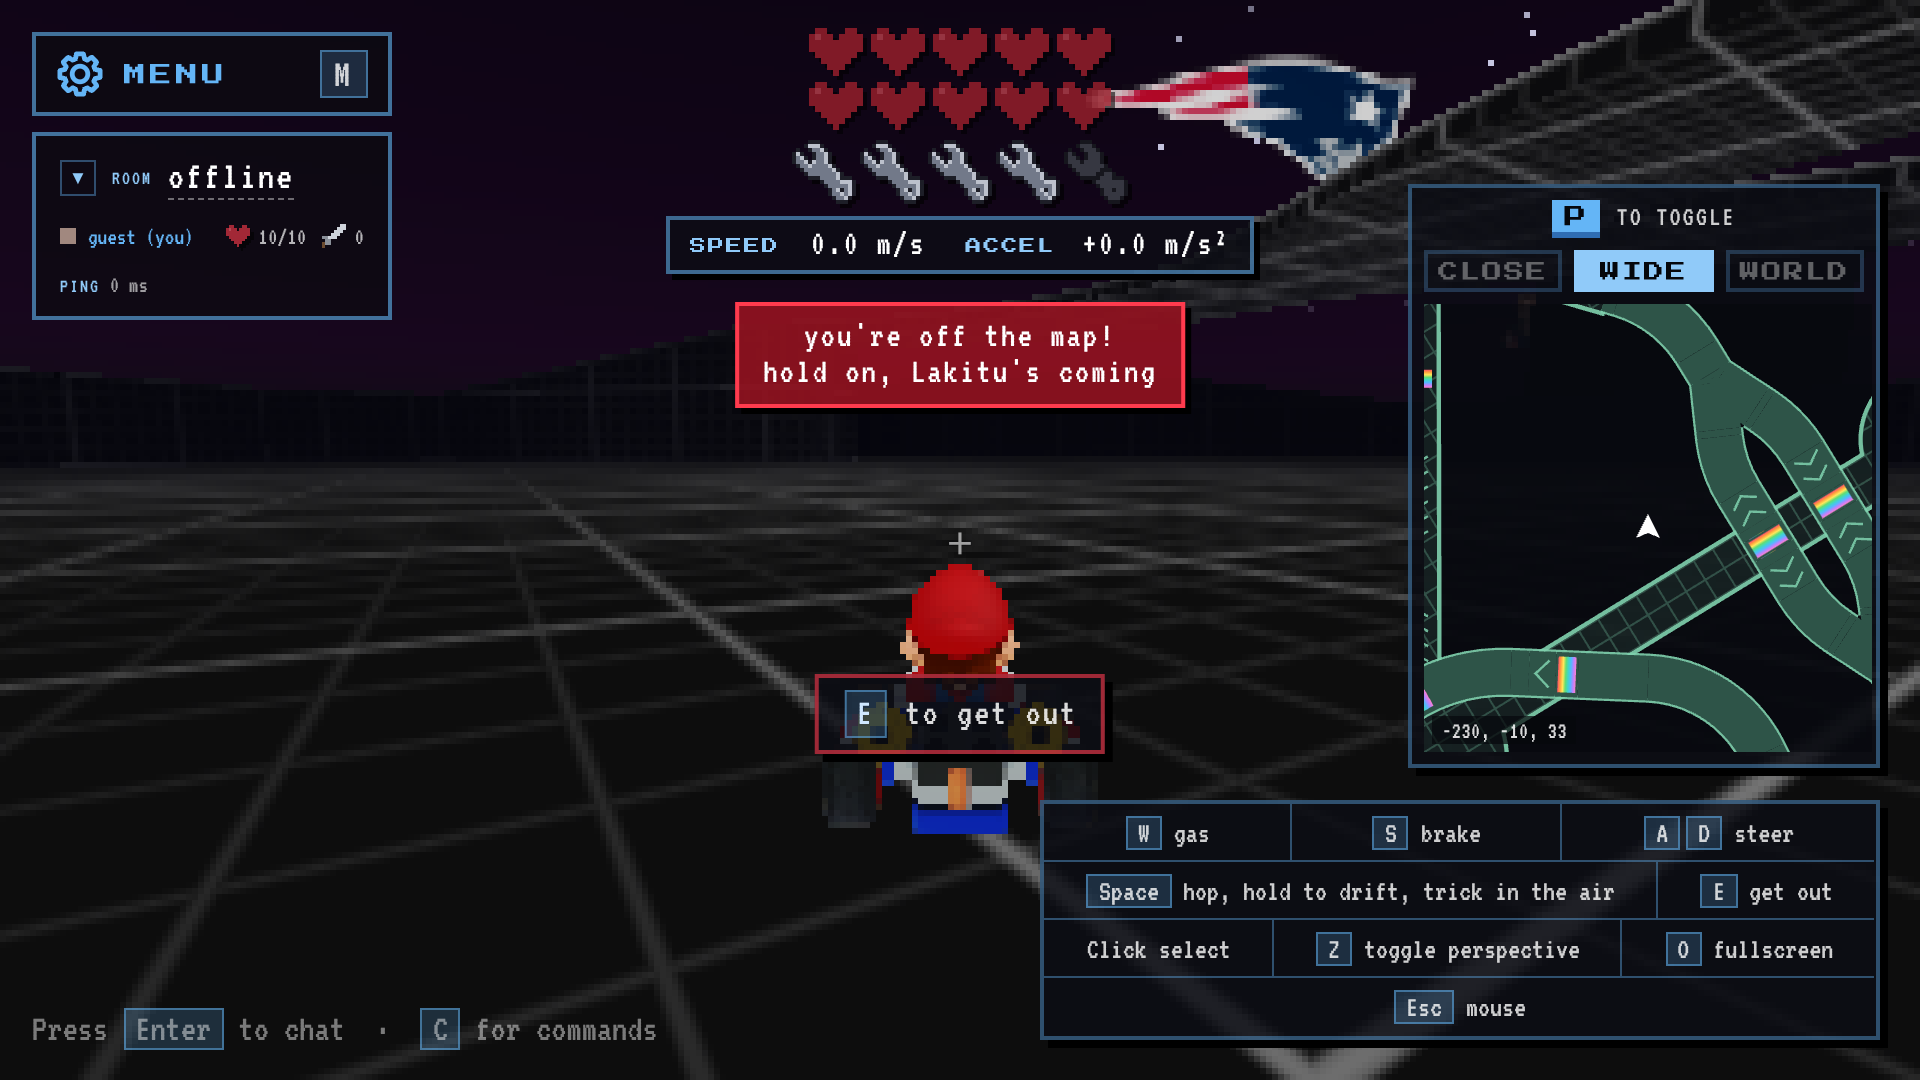 MENU M
▼ ROOM offline
guest (you) 10/10 0
PING 0 ms
SPEED 0.0 m/s ACCEL +0.0 m/s²
you're off the map!
hold on, Lakitu's coming
P TO TOGGLE
CLOSE WIDE WORLD
-230, -10, 33
E to get out
W gas S brake A D steer
Space hop, hold to drift, trick in the air E get out
Click select Z toggle perspective O fullscreen
Esc mouse
Press Enter to chat · C for commands